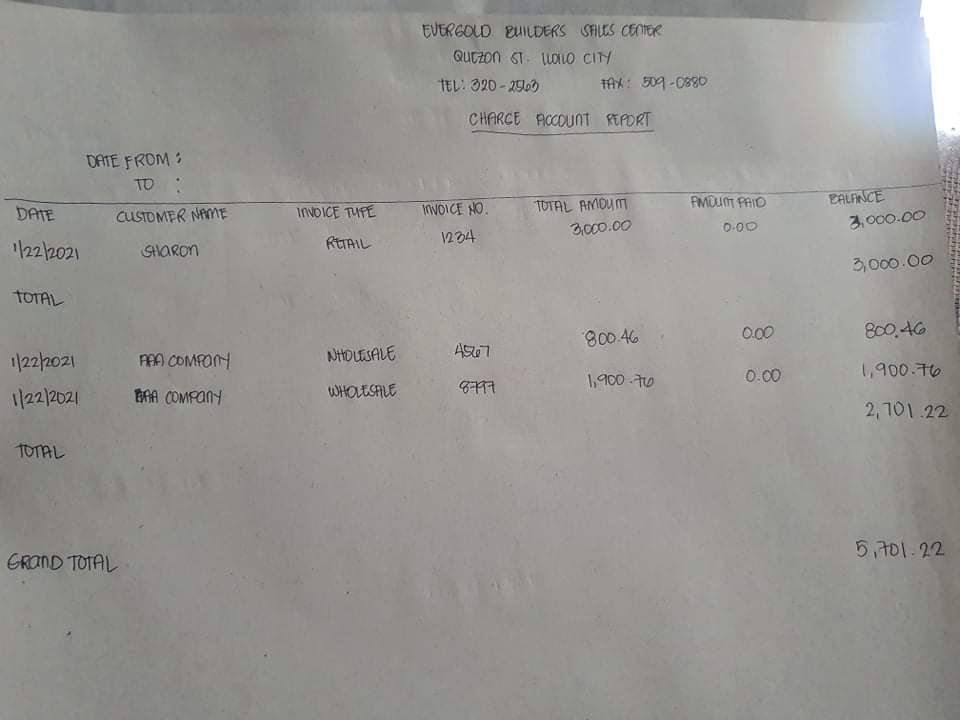 EVERGOLD BUILDERS SALES CENTER
QUEZON ST. ILOILO CITY
TEL: 320-2563 FAX: 509-0880
CHARGE ACCOUNT REPORT
DATE FROM :
TO :
DATE CUSTOMER NAME INVOICE TYPE INVOICE NO. TOTAL AMOUNT AMOUNT PAID BALANCE
1/22/2021 SHARON RETAIL 1234 3,000.00 0.00 3,000.00
TOTAL 3,000.00
1/22/2021 AAA COMPANY WHOLESALE 4567 800.46 0.00 800.46
1/22/2021 AAA COMPANY WHOLESALE 8797 1,900.76 0.00 1,900.76
TOTAL 2,701.22
GRAND TOTAL 5,701.22